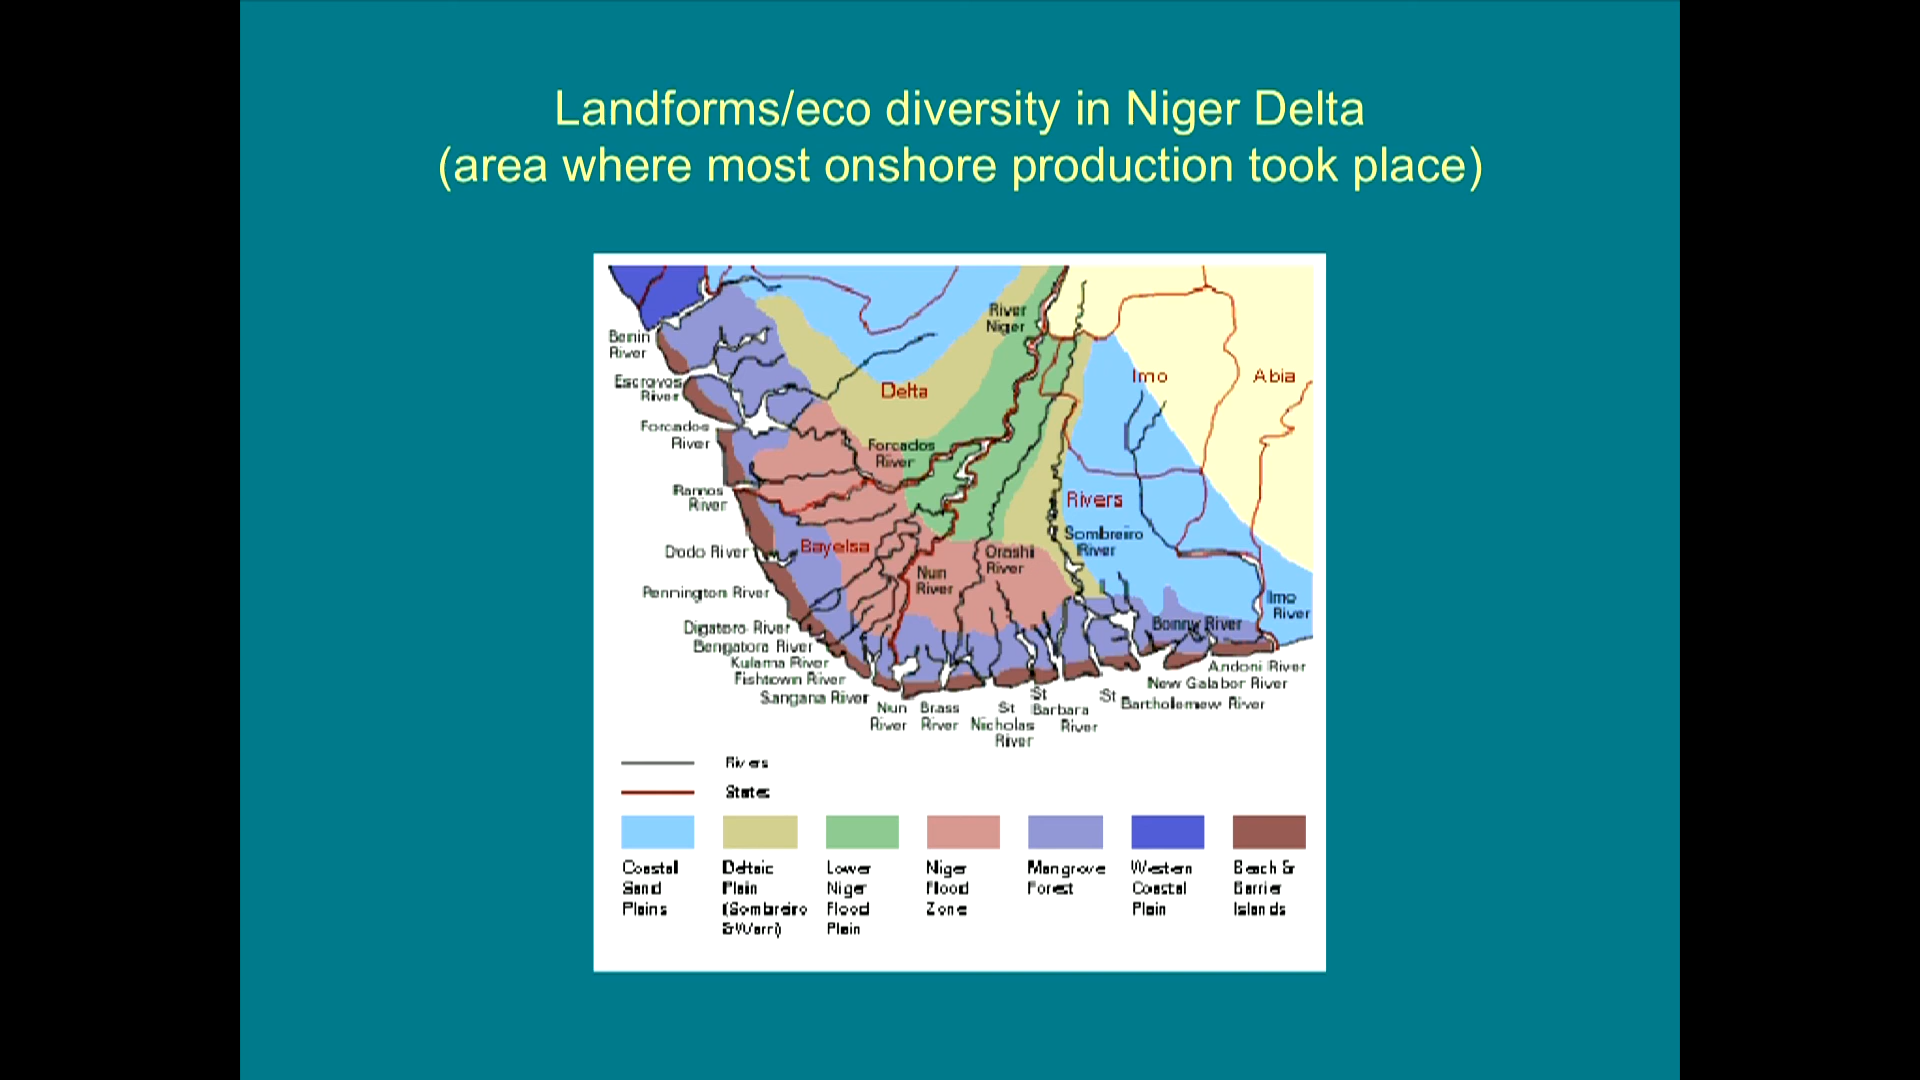 Landforms/eco diversity in Niger Delta
(area where most onshore production took place)
River
Niger
Benin
River
Escravos
River
Forcados
River
Ramos
River
Dodo River
Pennington River
Digatoro River
Bengatora River
Kulama River
Fishtown River
Sangana River
Delta
Imo
Abia
Forcados
River
Rivers
Sombreiro
River
Bayelsa
Orashi
River
Nun
River
Imo
River
Bonny River
Andoni River
New Calabar River
St
Bartholomew River
St
Barbara
River
St
Nicholas
River
Brass
River
Nun
River
Rivers
States
Coastal
Sand
Plains
Deltaic
Plain
(Sombreiro
&Warri)
Lower
Niger
Flood
Plain
Niger
Flood
Zone
Mangrove
Forest
Western
Coastal
Plain
Beach &
Barrier
Islands